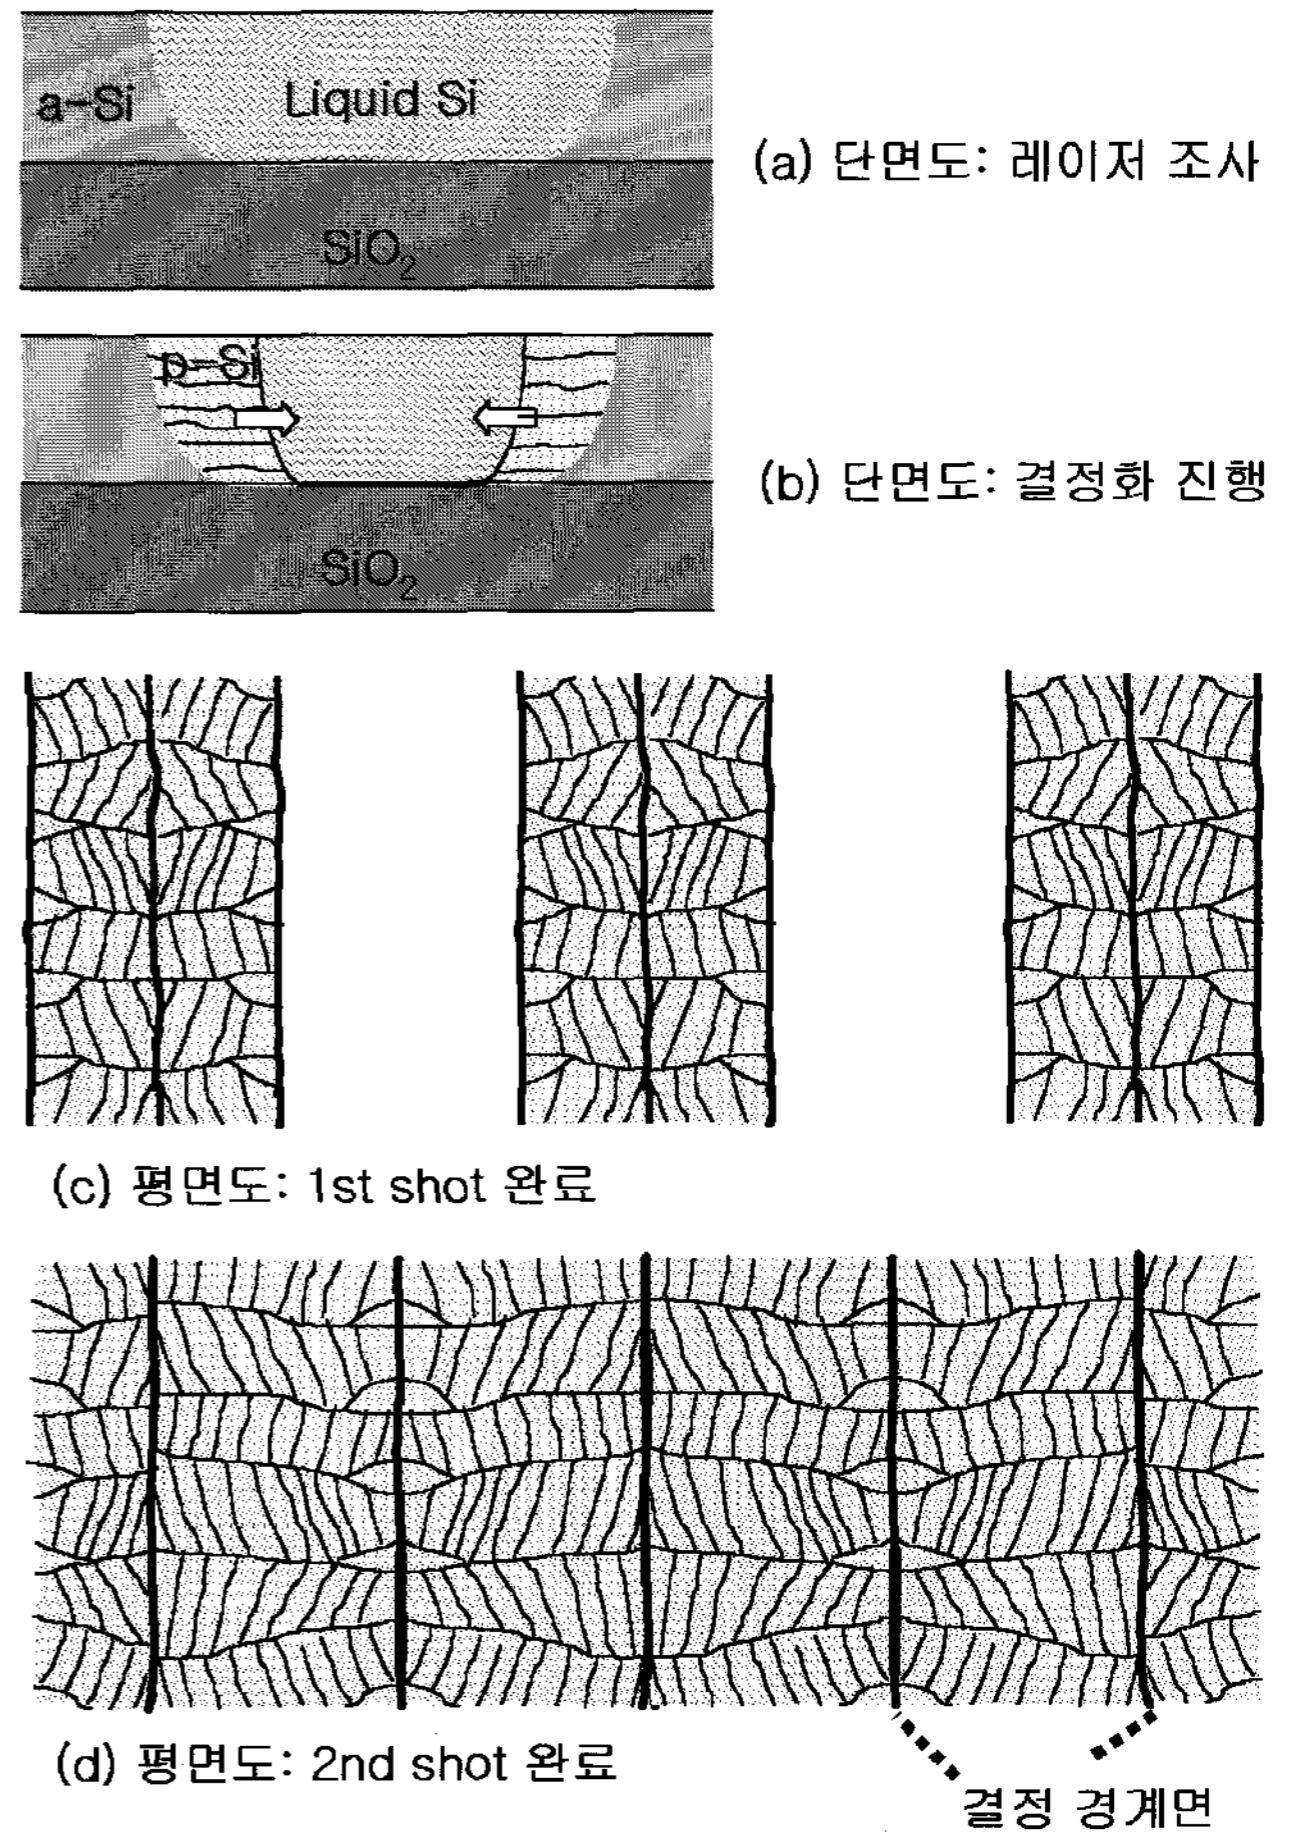 a-Si
Liquid Si
SiO₂
(a) 단면도: 레이저 조사
p-Si
SiO₂
(b) 단면도: 결정화 진행
(c) 평면도: 1st shot 완료
(d) 평면도: 2nd shot 완료
결정 경계면